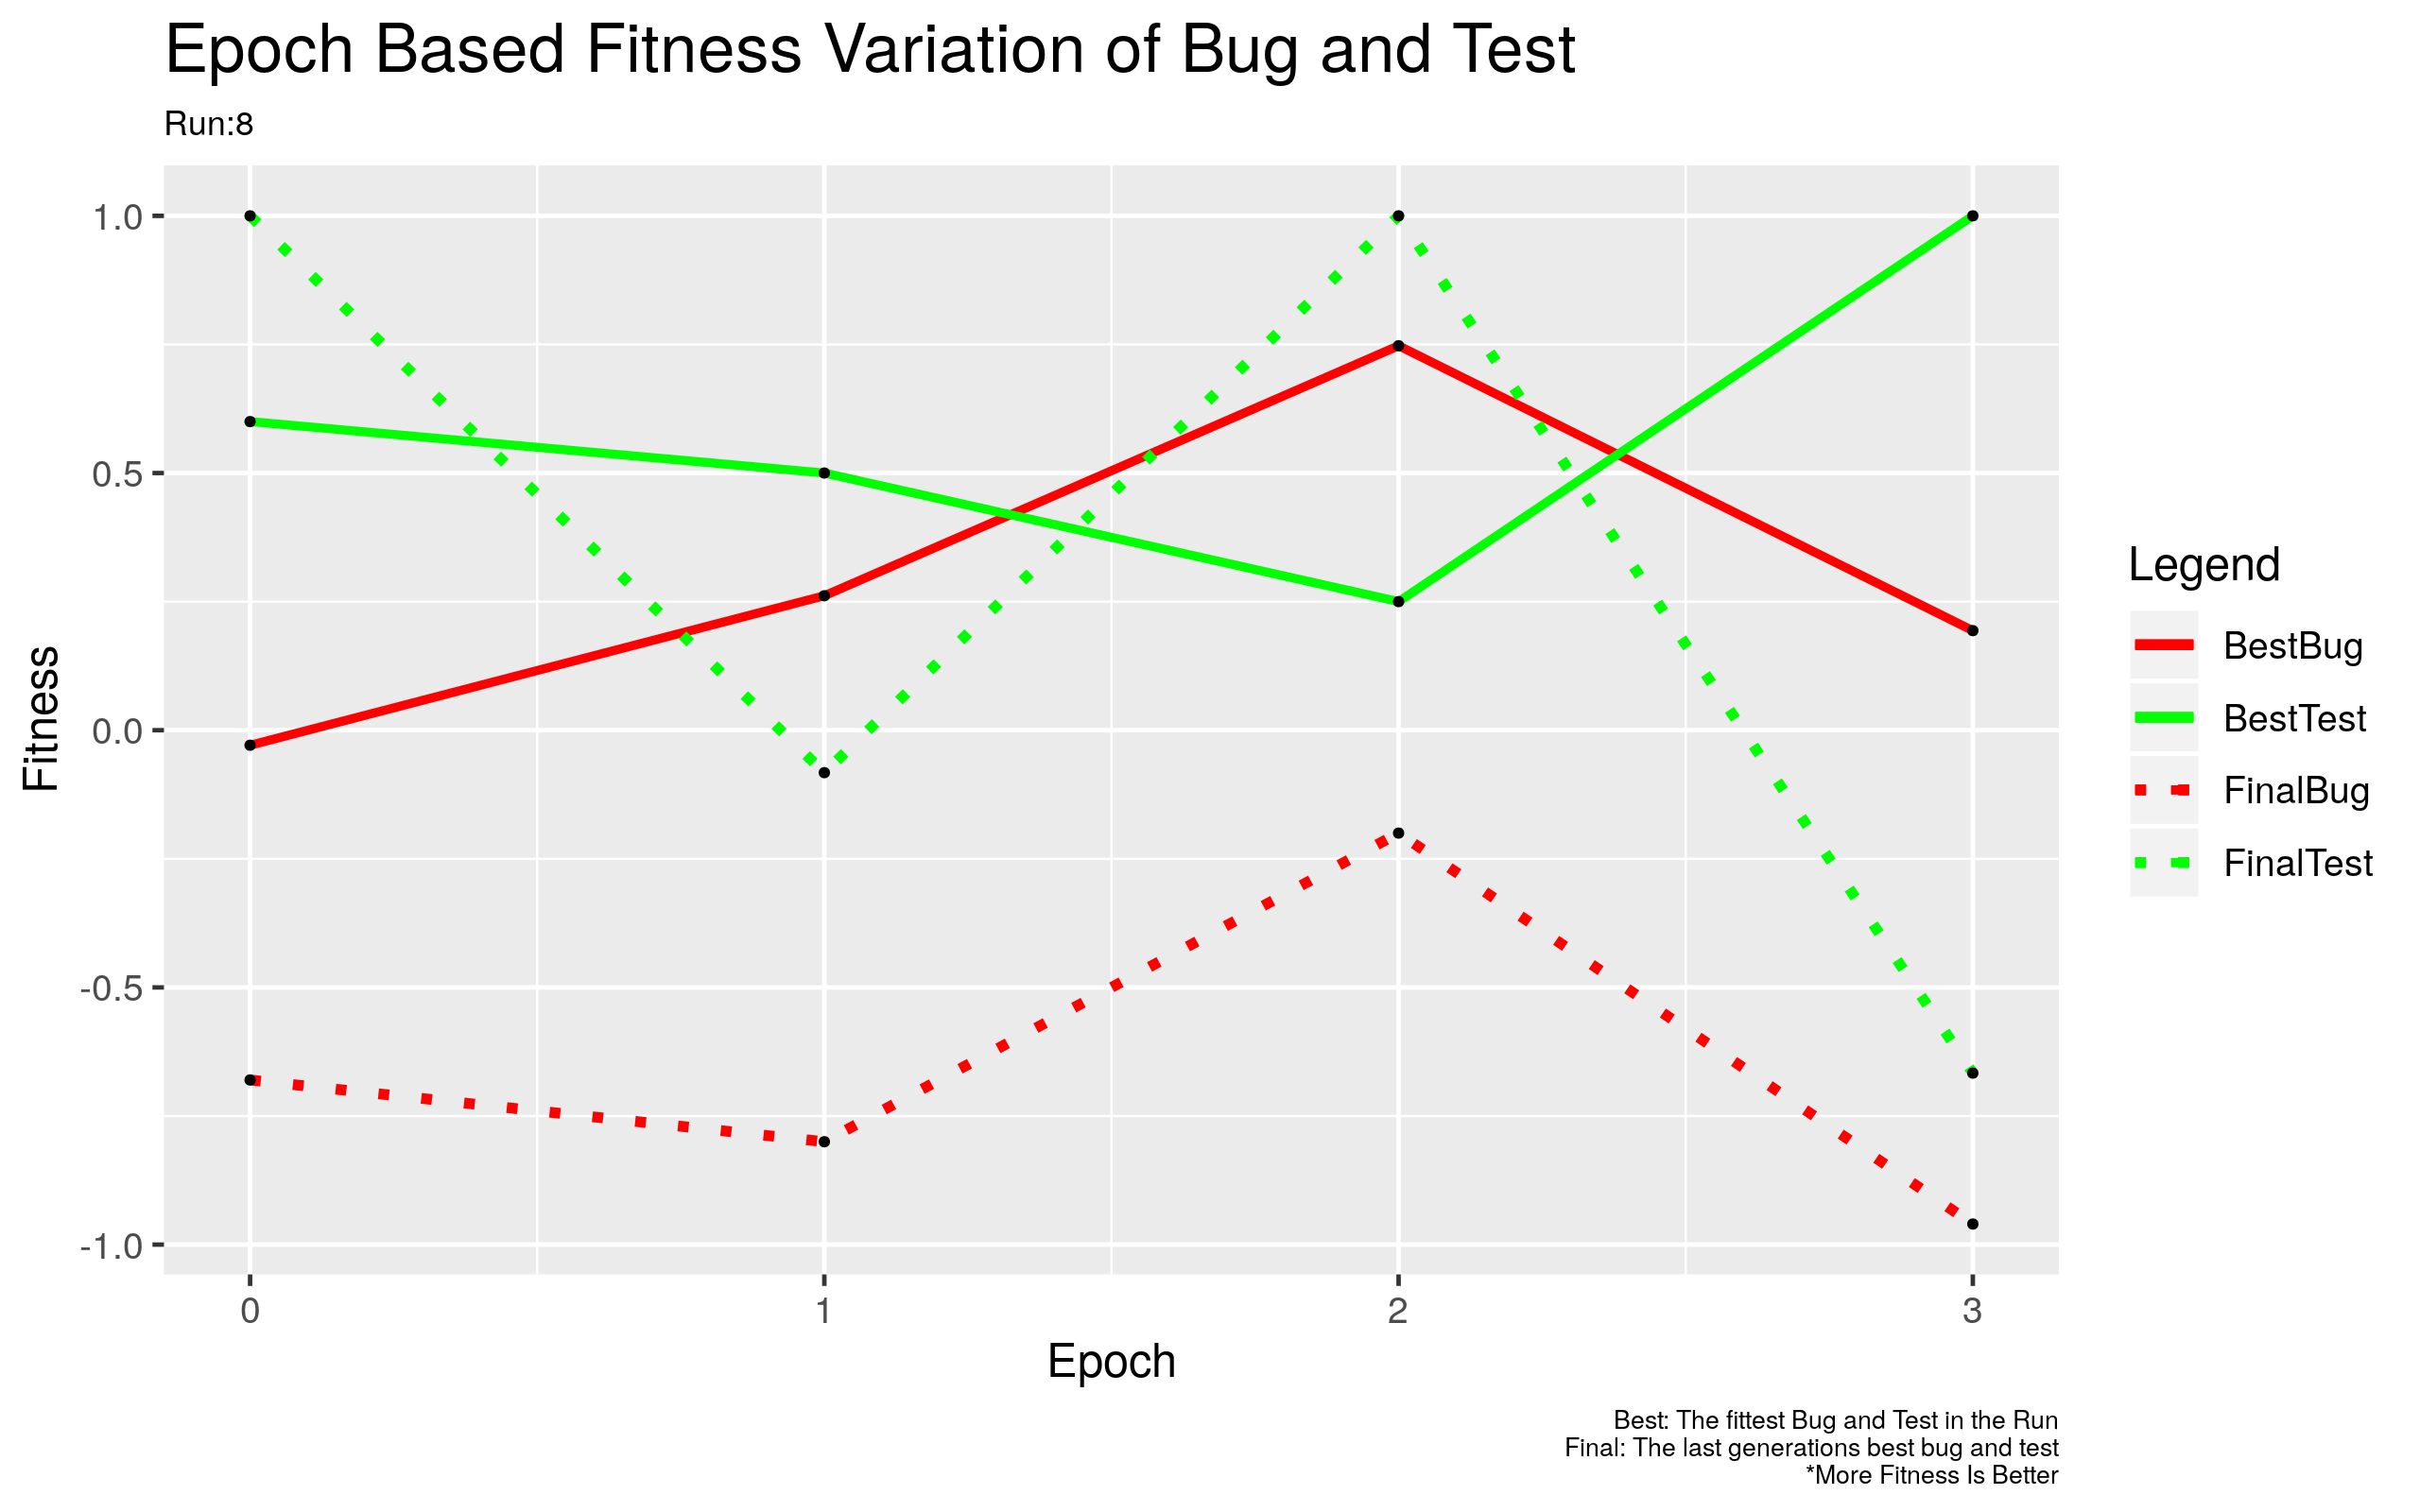 Epoch Based Fitness Variation of Bug and Test
Run:8
1.0
0.5
0.0
-0.5
-1.0
Fitness
0 1 2 3
Epoch
Legend
BestBug
BestTest
FinalBug
FinalTest
Best: The fittest Bug and Test in the Run
Final: The last generations best bug and test
*More Fitness Is Better